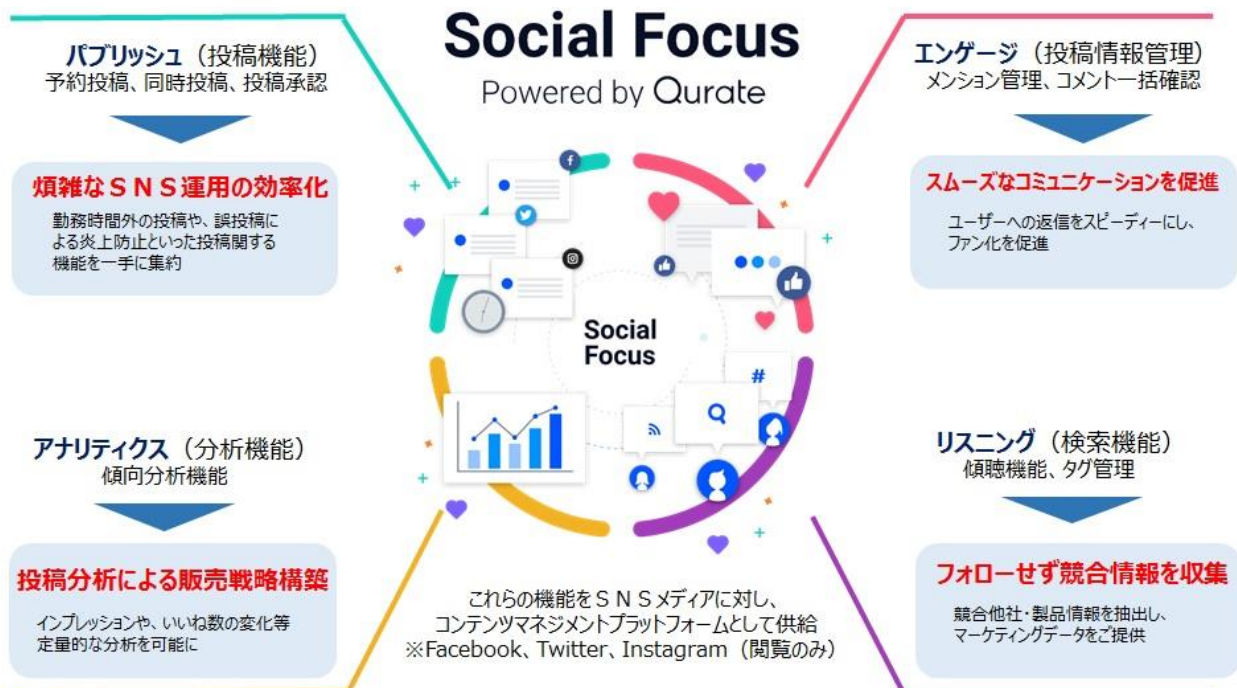 Social Focus
Powered by Qurate
パブリッシュ（投稿機能）
予約投稿、同時投稿、投稿承認
煩雑なＳＮＳ運用の効率化
勤務時間外の投稿や、誤投稿に
よる炎上防止といった投稿関する
機能を一手に集約
エンゲージ（投稿情報管理）
メンション管理、コメント一括確認
スムーズなコミュニケーションを促進
ユーザーへの返信をスピーディーにし、
ファン化を促進
Social
Focus
#
アナリティクス（分析機能）
傾向分析機能
投稿分析による販売戦略構築
インプレッションや、いいね数の変化等
定量的な分析を可能に
リスニング（検索機能）
傾聴機能、タグ管理
フォローせず競合情報を収集
競合他社・製品情報を抽出し、
マーケティングデータをご提供
これらの機能をＳＮＳメディアに対し、
コンテンツマネジメントプラットフォームとして供給
※Facebook、Twitter、Instagram（閲覧のみ）